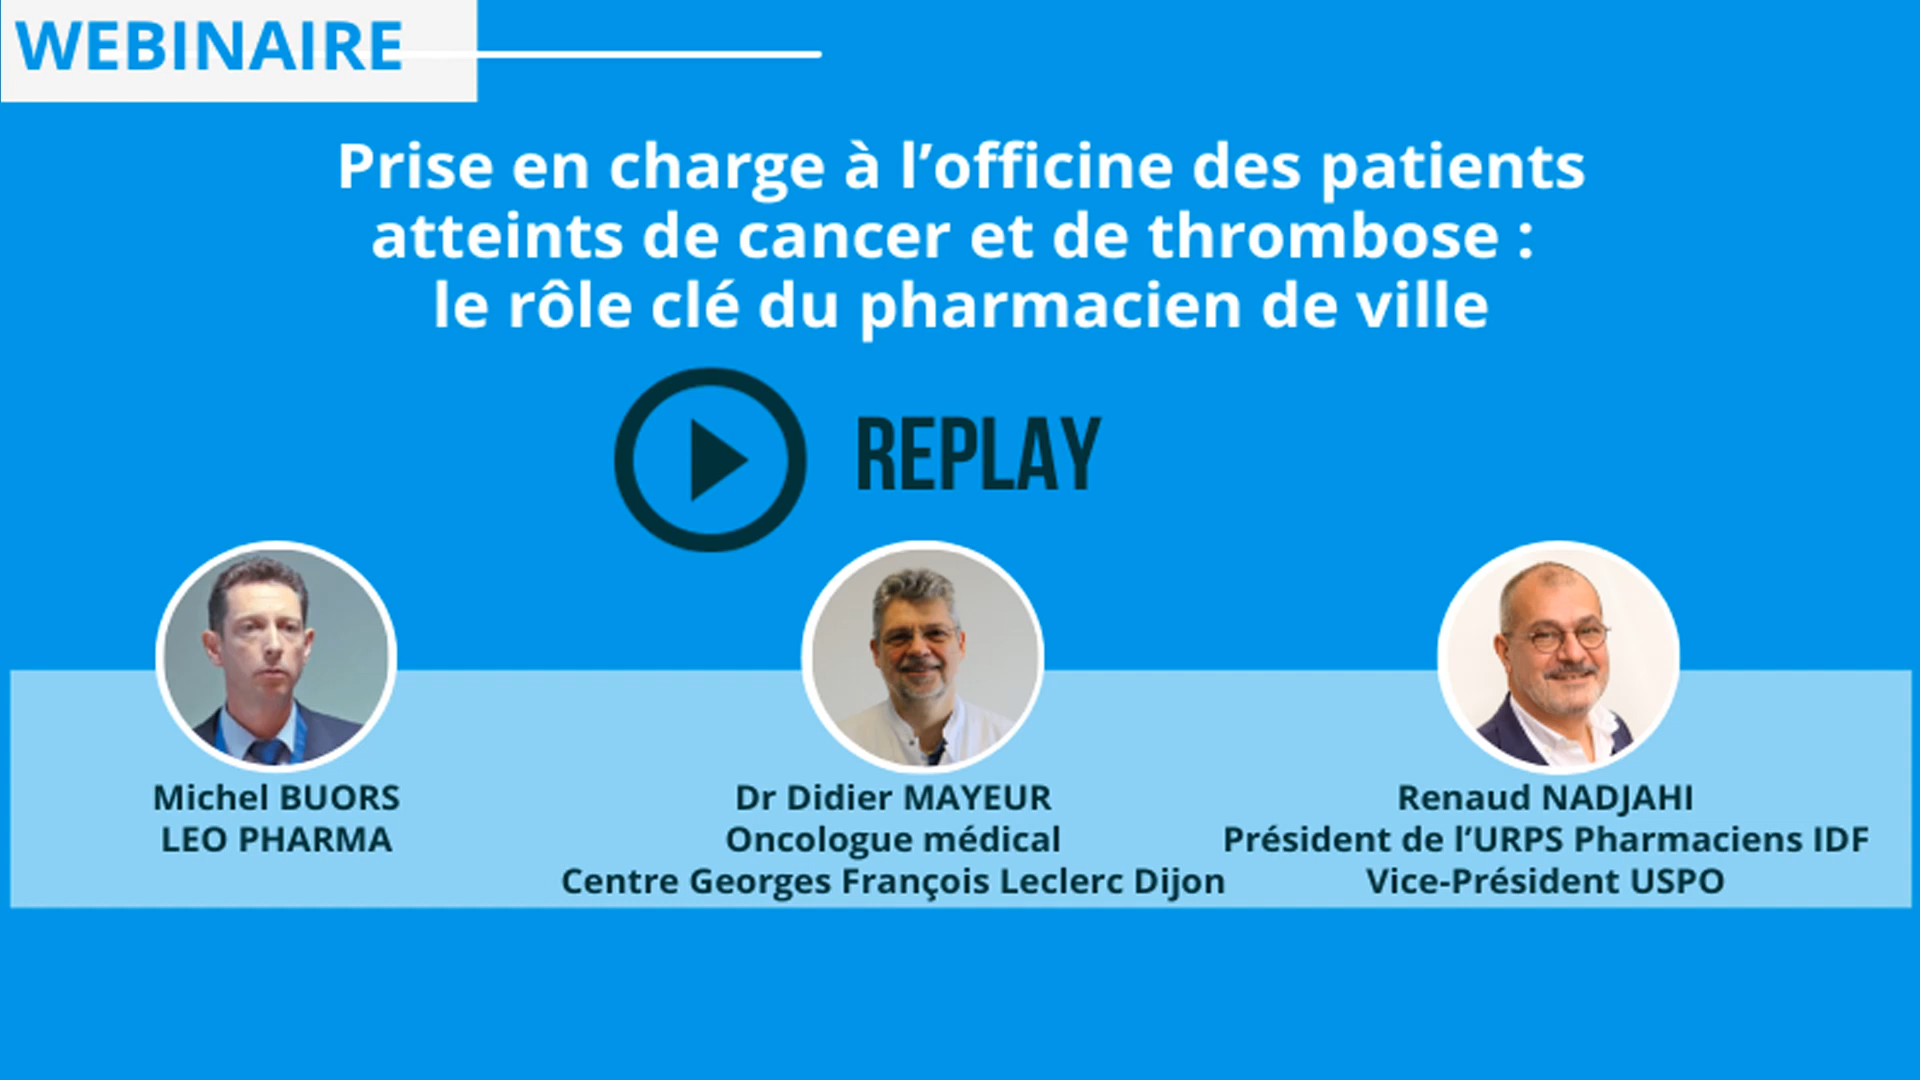 WEBINAIRE
Prise en charge à l’officine des patients
atteints de cancer et de thrombose :
le rôle clé du pharmacien de ville
REPLAY
Michel BUORS
LEO PHARMA
Dr Didier MAYEUR
Oncologue médical
Centre Georges François Leclerc Dijon
Renaud NADJAHI
Président de l’URPS Pharmaciens IDF
Vice-Président USPO